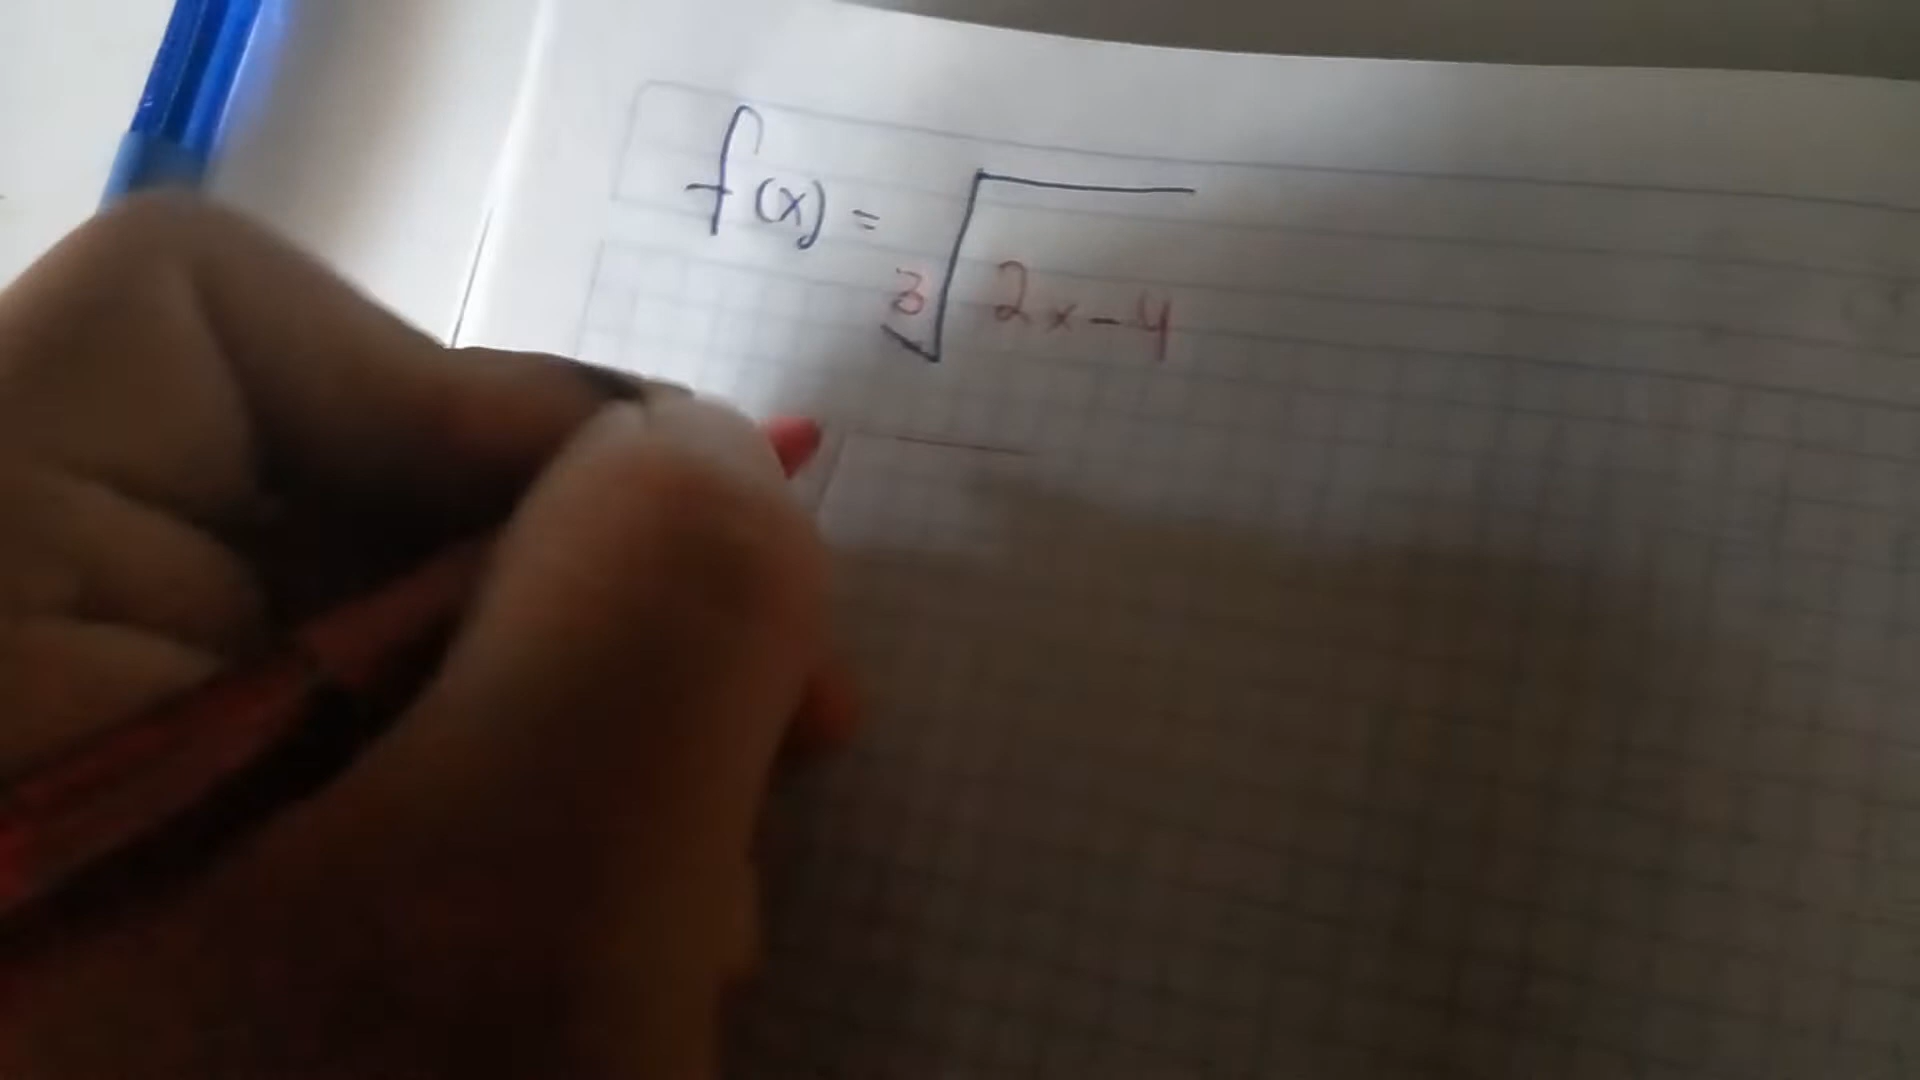 f(x) = ∛2x-4